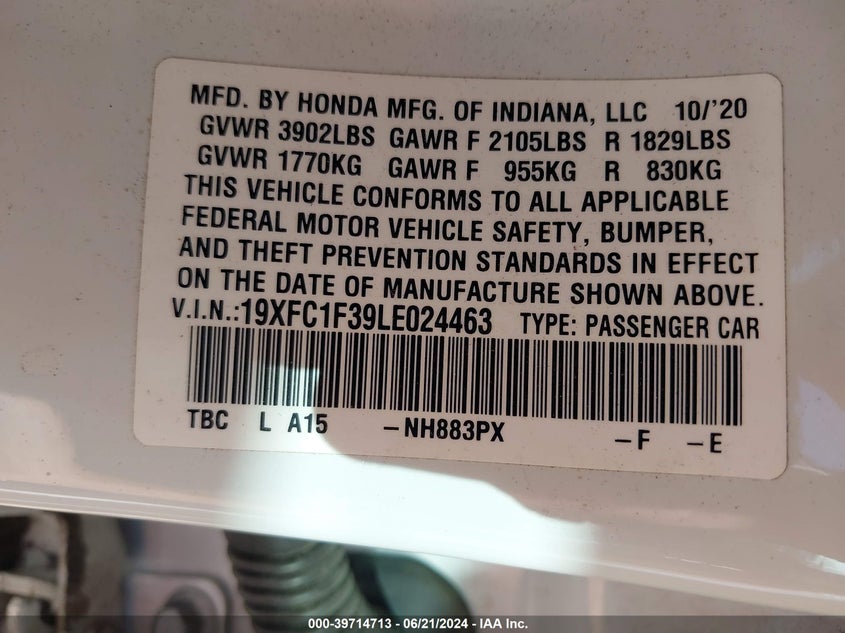 MFD. BY HONDA MFG. OF INDIANA, LLC 10/'20
GVWR 3902LBS GAWR F 2105LBS R 1829LBS
GVWR 1770KG GAWR F 955KG R 830KG
THIS VEHICLE CONFORMS TO ALL APPLICABLE
FEDERAL MOTOR VEHICLE SAFETY, BUMPER,
AND THEFT PREVENTION STANDARDS IN EFFECT
ON THE DATE OF MANUFACTURE SHOWN ABOVE.
V.I.N.:19XFC1F39LE024463 TYPE: PASSENGER CAR
TBC L A15 -NH883PX -F -E
000-39714713 - 06/21/2024 - IAA Inc.